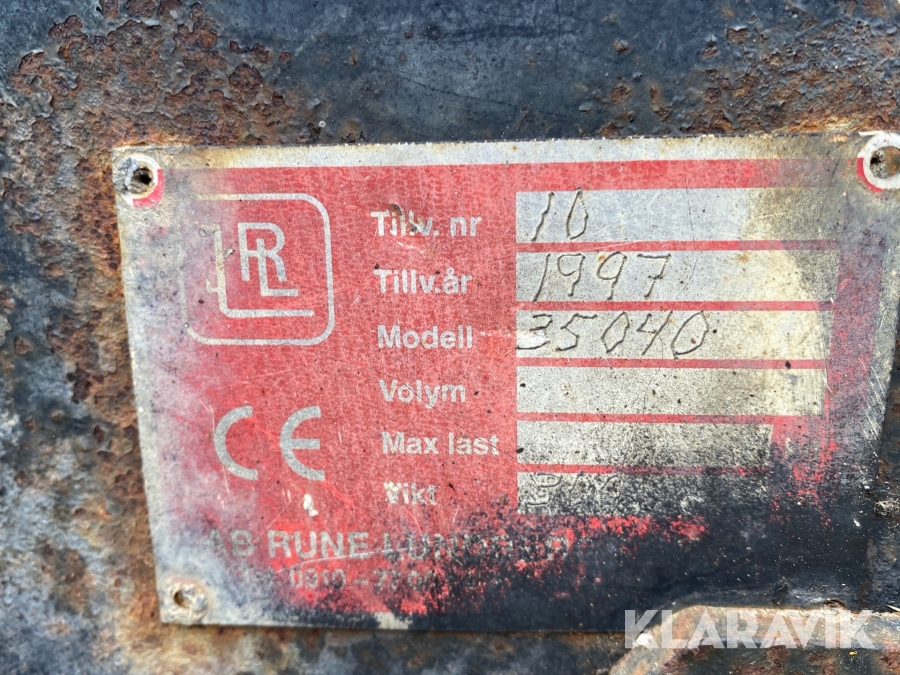 RL
Tillv. nr 10
Tillv.år 1997
Modell 35040
Volym
Max last
Vikt
CE
AB RUNE
KLARAVIK